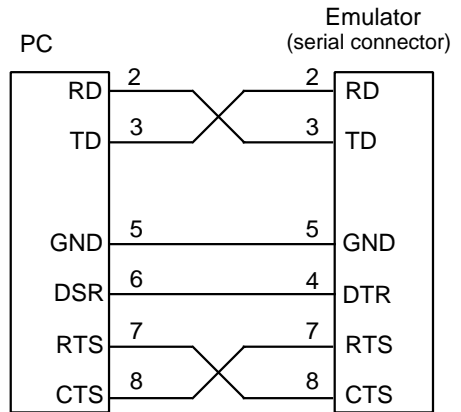 PC
Emulator
(serial connector)
RD 2 2 RD
TD 3 3 TD
GND 5 5 GND
DSR 6 4 DTR
RTS 7 7 RTS
CTS 8 8 CTS